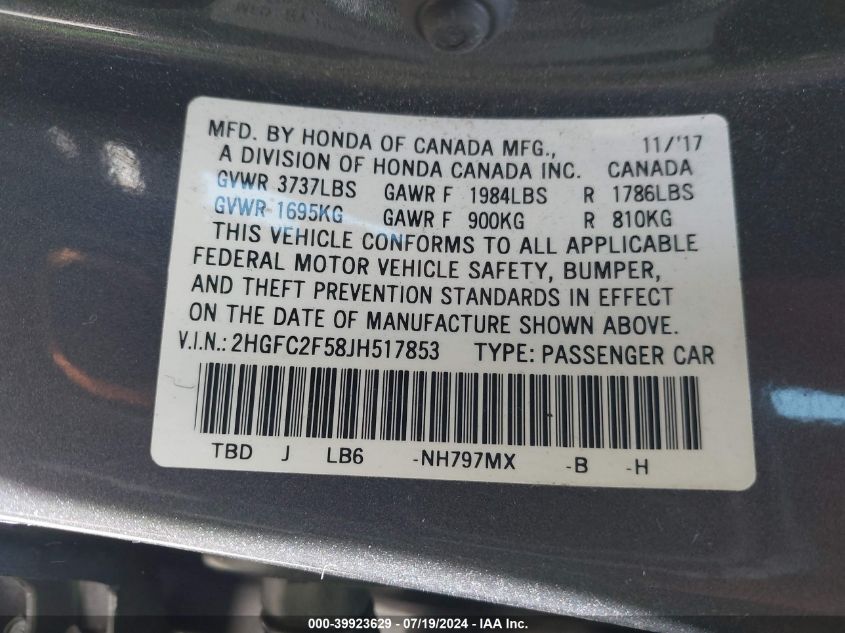 MFD. BY HONDA OF CANADA MFG., 11/'17
A DIVISION OF HONDA CANADA INC. CANADA
GVWR 3737LBS GAWR F 1984LBS R 1786LBS
GVWR 1695KG GAWR F 900KG R 810KG
THIS VEHICLE CONFORMS TO ALL APPLICABLE
FEDERAL MOTOR VEHICLE SAFETY, BUMPER,
AND THEFT PREVENTION STANDARDS IN EFFECT
ON THE DATE OF MANUFACTURE SHOWN ABOVE.
V.I.N.: 2HGFC2F58JH517853 TYPE: PASSENGER CAR
TBD J LB6 -NH797MX -B -H
000-39923629 / 07/19/2024 - IAA Inc.